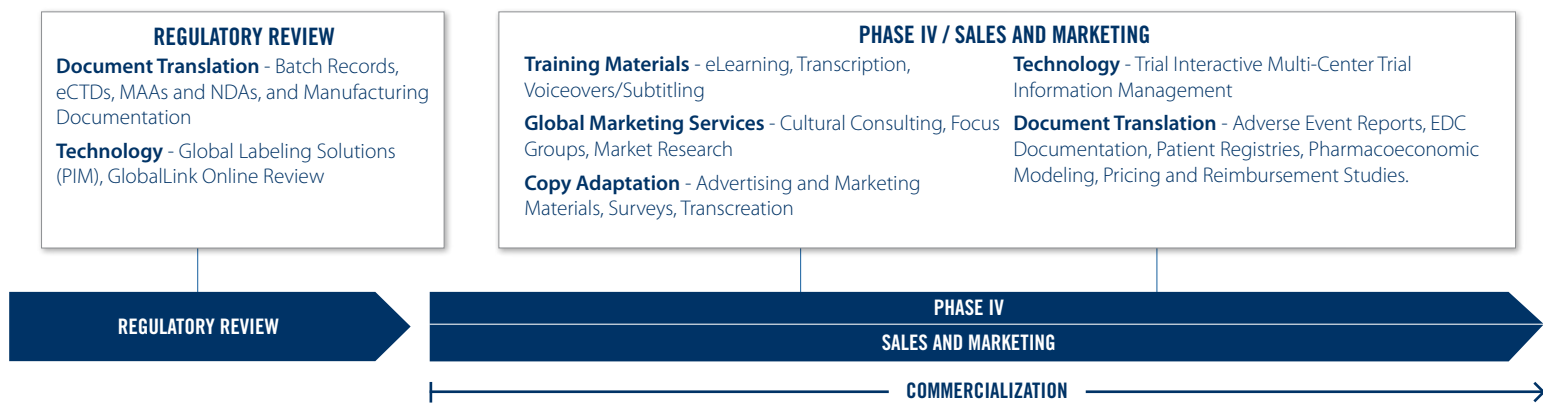 REGULATORY REVIEW
Document Translation - Batch Records,
eCTDs, MAAs and NDAs, and Manufacturing
Documentation
Technology - Global Labeling Solutions
(PIM), GlobalLink Online Review
PHASE IV / SALES AND MARKETING
Training Materials - eLearning, Transcription,
Voiceovers/Subtitling
Global Marketing Services - Cultural Consulting, Focus
Groups, Market Research
Copy Adaptation - Advertising and Marketing
Materials, Surveys, Transcreation
Technology - Trial Interactive Multi-Center Trial
Information Management
Document Translation - Adverse Event Reports, EDC
Documentation, Patient Registries, Pharmacoeconomic
Modeling, Pricing and Reimbursement Studies.
REGULATORY REVIEW
PHASE IV
SALES AND MARKETING
COMMERCIALIZATION